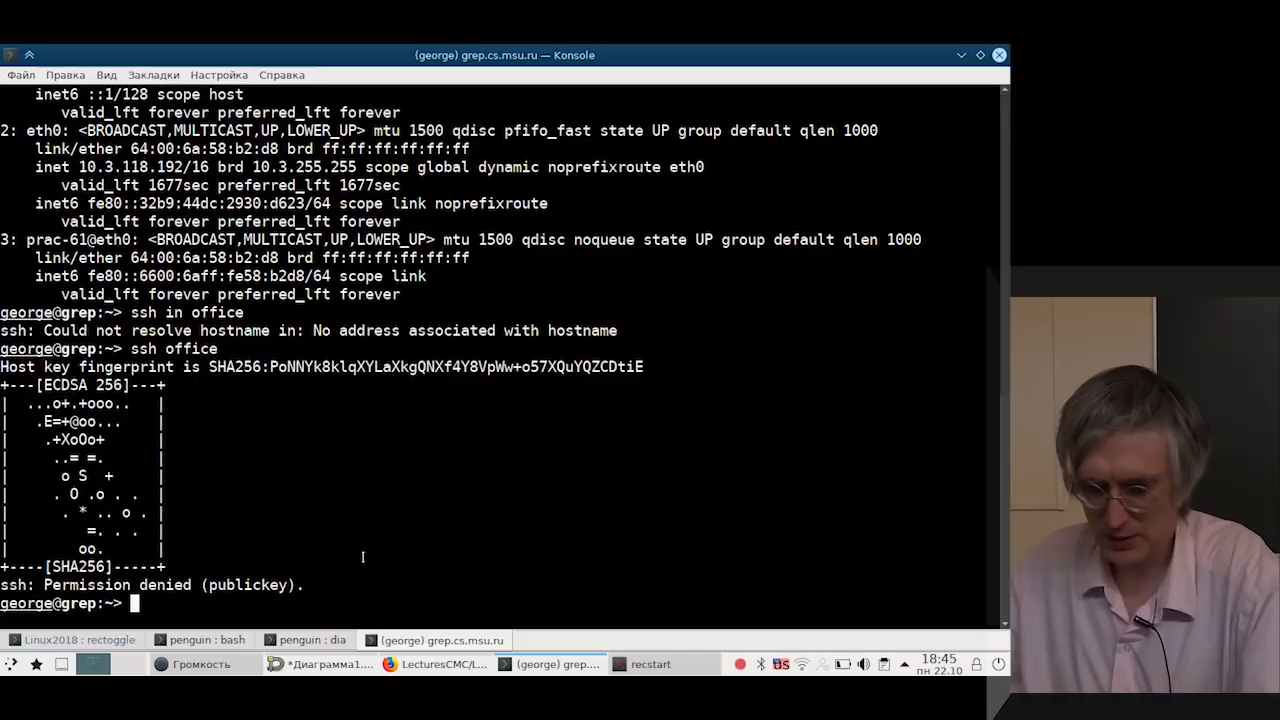 (george) grep.cs.msu.ru — Konsole
Файл Правка Вид Закладки Настройка Справка
inet6 ::1/128 scope host
valid_lft forever preferred_lft forever
2: eth0: <BROADCAST,MULTICAST,UP,LOWER_UP> mtu 1500 qdisc pfifo_fast state UP group default qlen 1000
link/ether 64:00:6a:58:b2:d8 brd ff:ff:ff:ff:ff:ff
inet 10.3.118.192/16 brd 10.3.255.255 scope global dynamic noprefixroute eth0
valid_lft 1677sec preferred_lft 1677sec
inet6 fe80::32b9:44dc:2930:d623/64 scope link noprefixroute
valid_lft forever preferred_lft forever
3: prac-61@eth0: <BROADCAST,MULTICAST,UP,LOWER_UP> mtu 1500 qdisc noqueue state UP group default qlen 1000
link/ether 64:00:6a:58:b2:d8 brd ff:ff:ff:ff:ff:ff
inet6 fe80::6600:6aff:fe58:b2d8/64 scope link
valid_lft forever preferred_lft forever
george@grep:~> ssh in office
ssh: Could not resolve hostname in: No address associated with hostname
george@grep:~> ssh office
Host key fingerprint is SHA256:PoNNYk8klqXYLaXkgQNXf4Y8VpWw+o57XQuYQZCDtiE
+---[ECDSA 256]---+
|  ...o+.+ooo..   |
|   .E=+@oo...    |
|    .+XoOo+      |
|     ..= =.      |
|      o S  +     |
|     . O .o . .  |
|      . * .. o . |
|         =. . .  |
|        oo.      |
+----[SHA256]-----+
ssh: Permission denied (publickey).
george@grep:~>
Linux2018 : rectoggle penguin : bash penguin : dia (george) grep.cs.msu.ru
Громкость *Диаграмма1.... LecturesCMC/L... (george) grep.... recstart US 18:45
пн 22.10